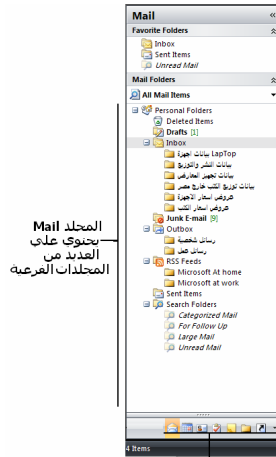 Mail
Favorite Folders
Inbox
Sent Items
Unread Mail
Mail Folders
All Mail Items
Personal Folders
Deleted Items
Drafts [1]
Inbox
بيانات اجهزة LapTop
بيانات النشر والتوزيع
بيانات تجهيز المعارض
بيانات توزيع الكتب خارج مصر
عروض اسعار الأجهزة
عروض اسعار الكتب
Junk E-mail [9]
Outbox
رسائل شخصية
رسائل عمل
RSS Feeds
Microsoft At home
Microsoft at work
Sent Items
Search Folders
Categorized Mail
For Follow Up
Large Mail
Unread Mail
4 Items
المجلد Mail
يحتوي علي
العديد من
المجلدات الفرعية